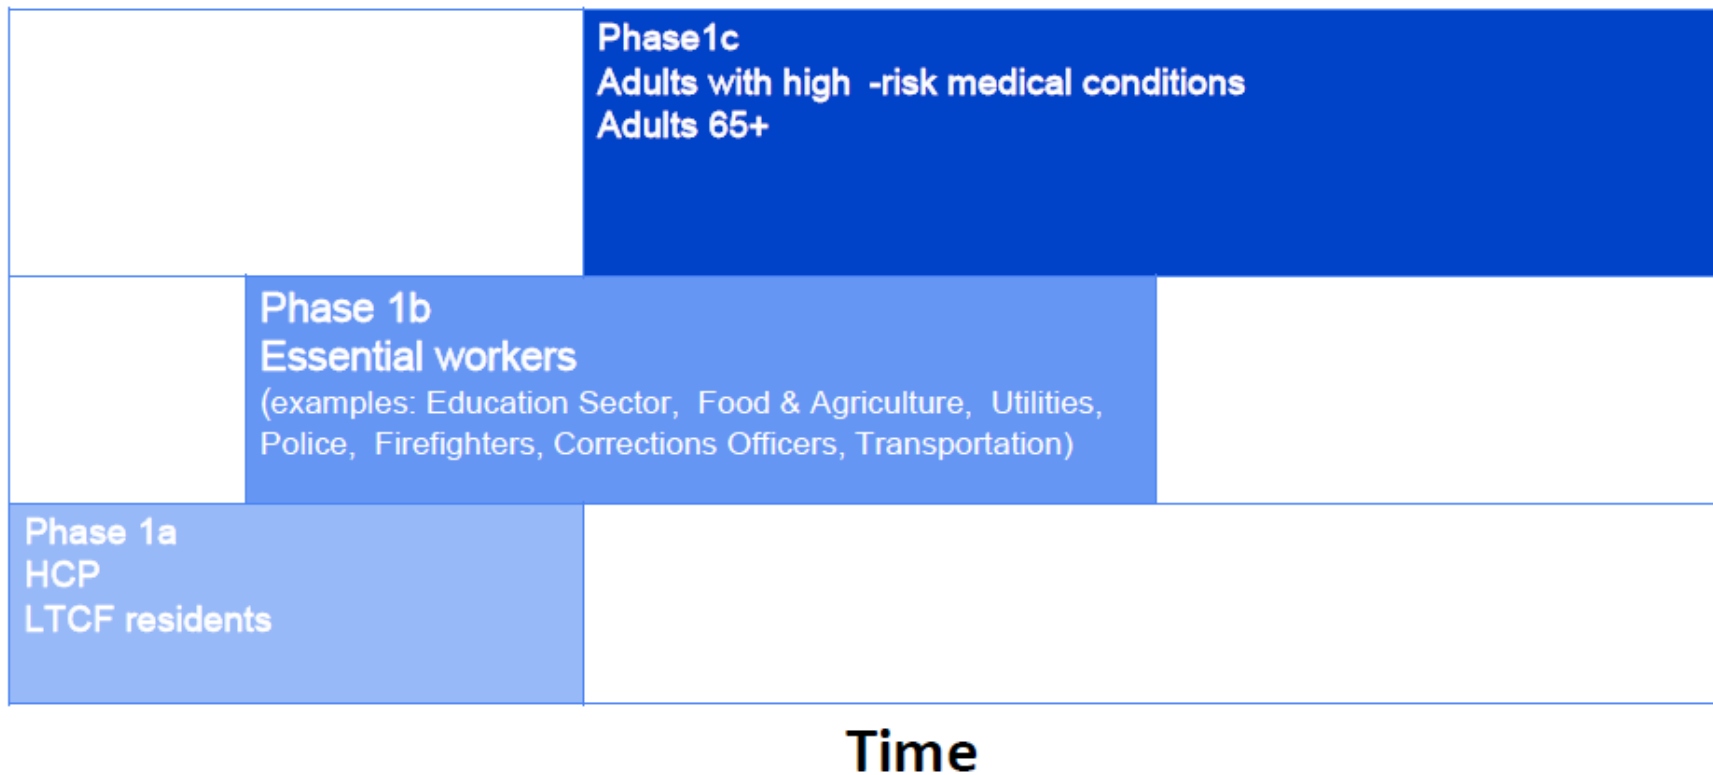 Phase1c
Adults with high -risk medical conditions
Adults 65+
Phase 1b
Essential workers
(examples: Education Sector, Food & Agriculture, Utilities,
Police, Firefighters, Corrections Officers, Transportation)
Phase 1a
HCP
LTCF residents
Time